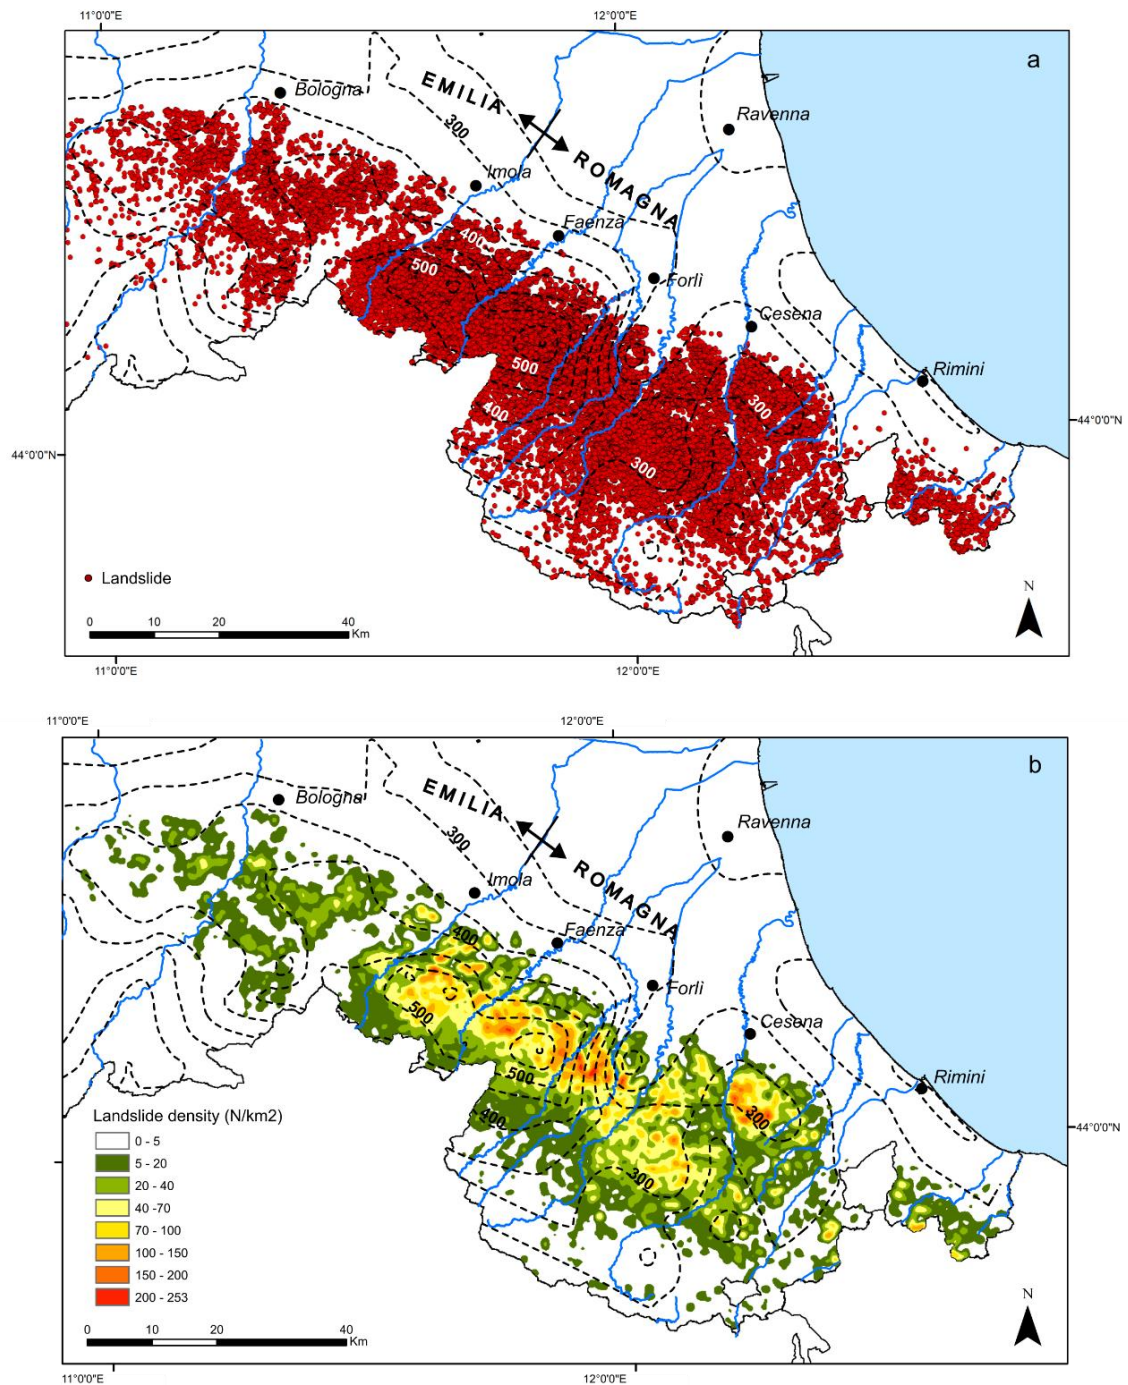 11°0'0"E 12°0'0"E
a
EMILIA
Bologna
300
Ravenna
ROMAGNA
Imola
Faenza
400
500
Forlì
Cesena
500
Rimini
400
300
44°0'0"N
44°0'0"N
300
Landslide
N
0 10 20 40
Km
11°0'0"E 12°0'0"E
11°0'0"E 12°0'0"E
b
EMILIA
Bologna
300
Ravenna
ROMAGNA
Imola
Faenza
400
Forlì
500
Cesena
500
Rimini
400
300
Landslide density (N/km2)
44°0'0"N
0 - 5
5 - 20
300
20 - 40
40 -70
70 - 100
100 - 150
150 - 200
200 - 253
N
0 10 20 40
Km
11°0'0"E 12°0'0"E